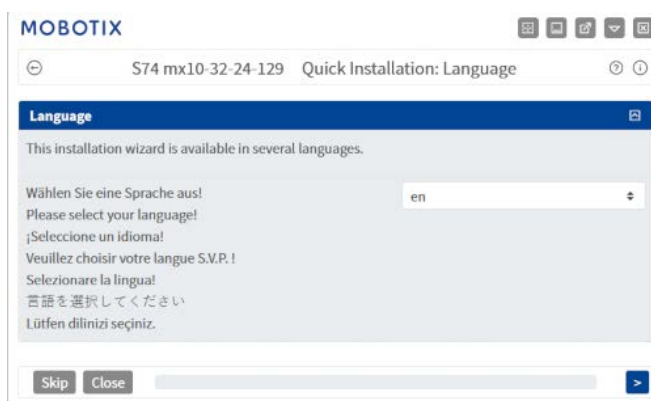 MOBOTIX
S74 mx10-32-24-129 Quick Installation: Language
Language
This installation wizard is available in several languages.
Wählen Sie eine Sprache aus!
en
Please select your language!
¡Seleccione un idioma!
Veuillez choisir votre langue S.V.P. !
Selezionare la lingua!
言語を選択してください
Lütfen dilinizi seçiniz.
Skip Close >